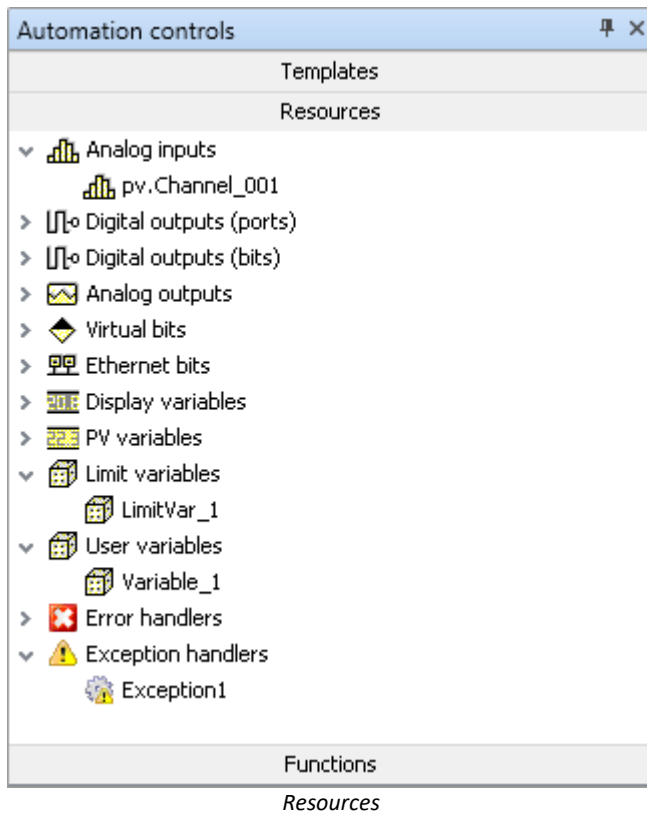 Automation controls
Templates
Resources
Analog inputs
pv.Channel_001
Digital outputs (ports)
Digital outputs (bits)
Analog outputs
Virtual bits
Ethernet bits
Display variables
PV variables
Limit variables
LimitVar_1
User variables
Variable_1
Error handlers
Exception handlers
Exception1
Functions
Resources